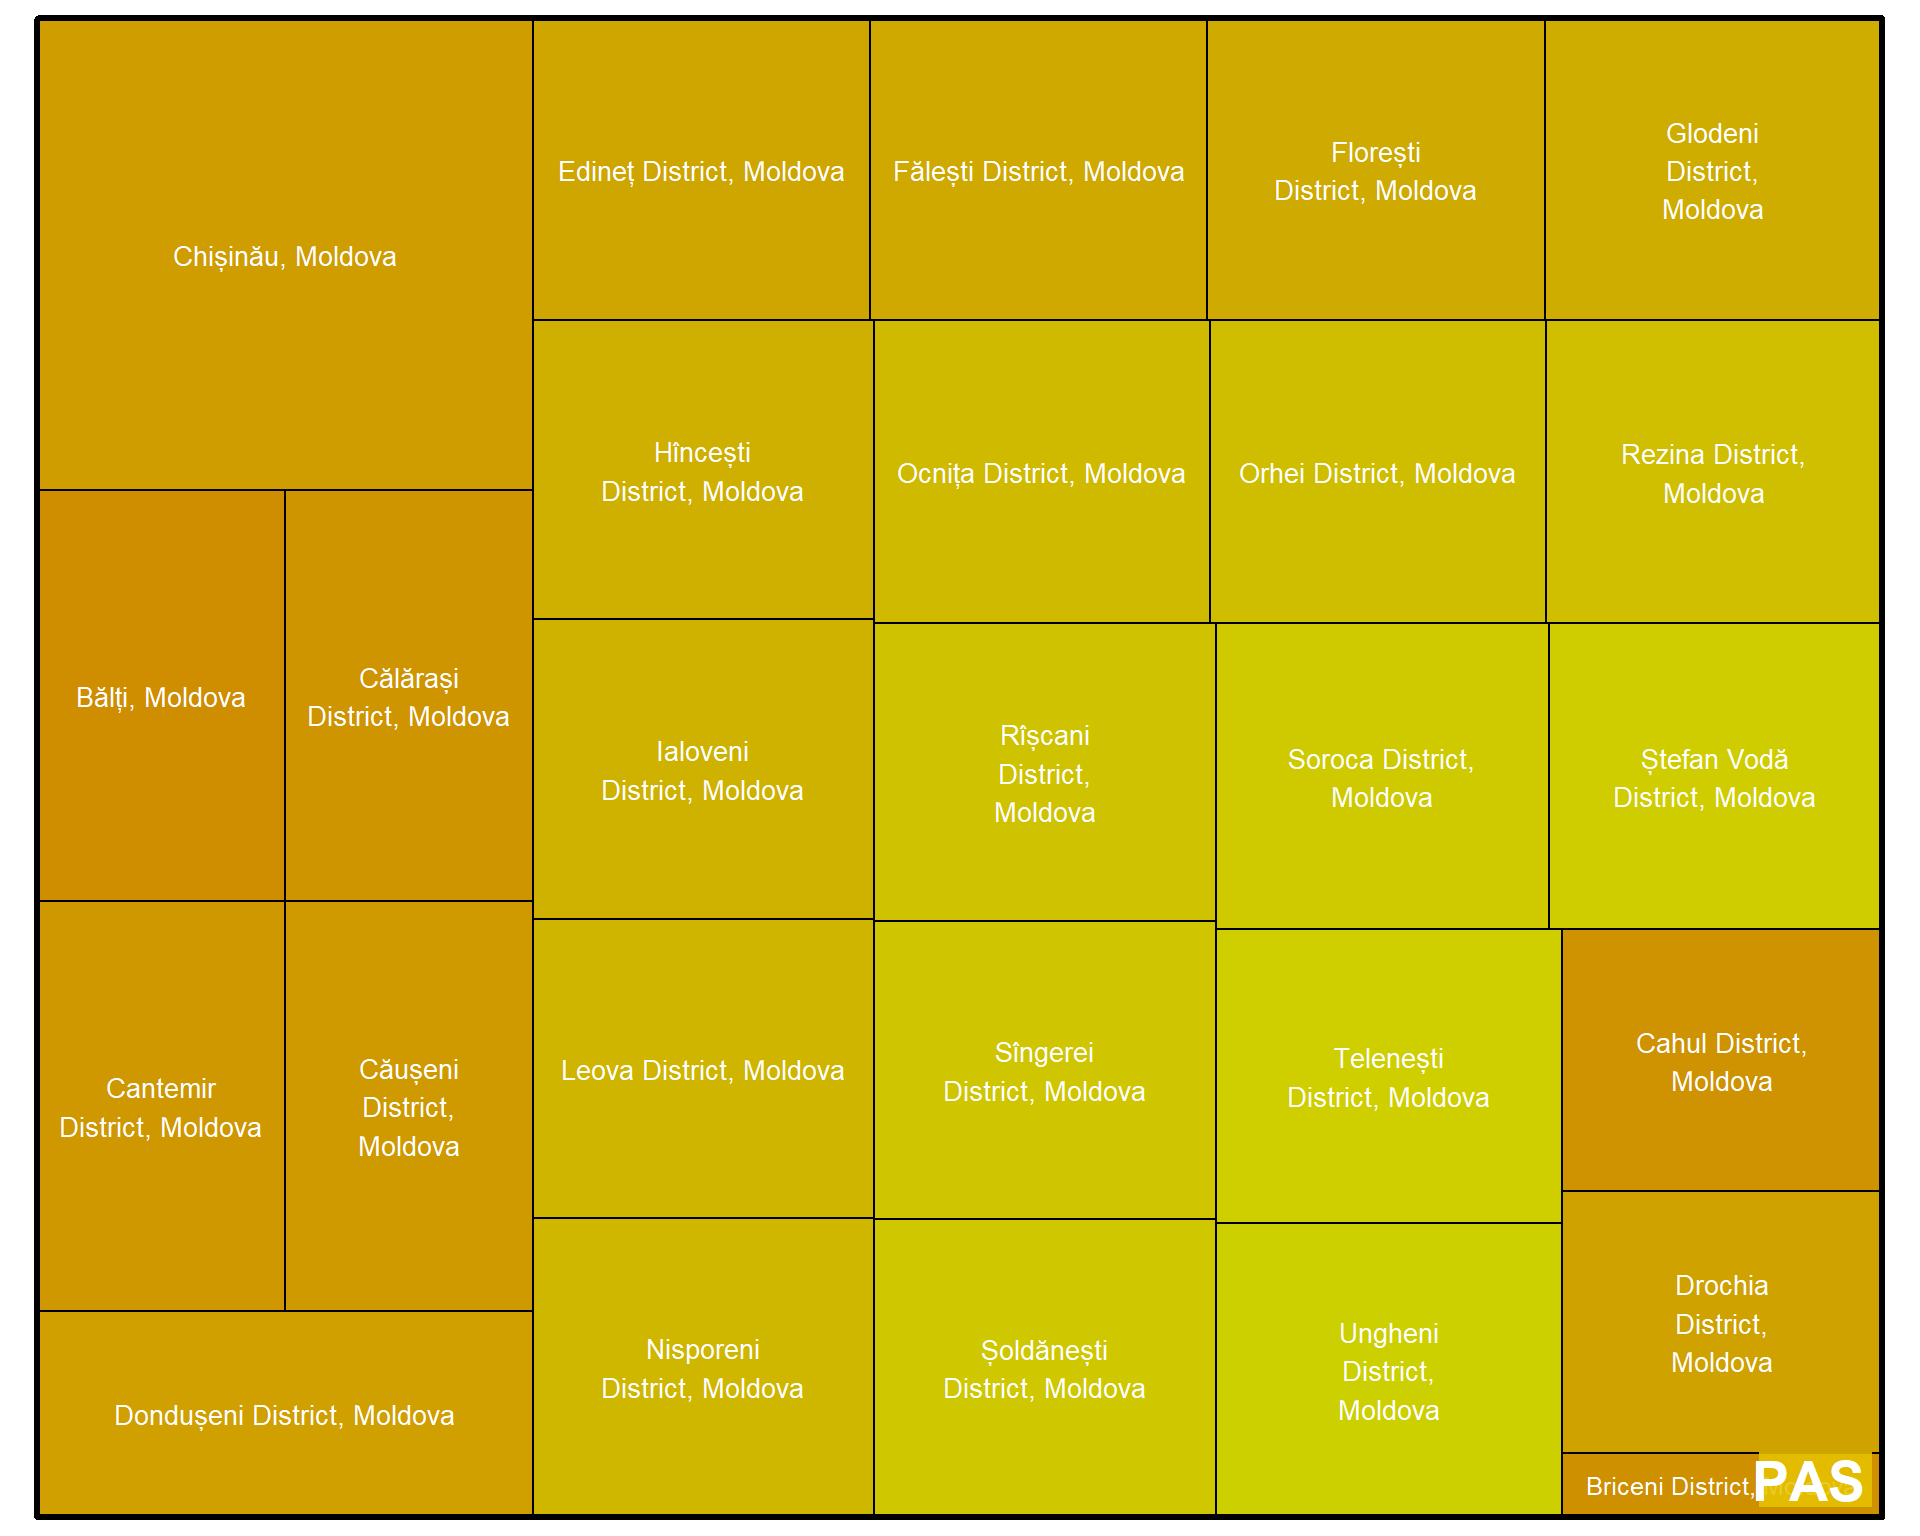 Chișinău, Moldova
Edineț District, Moldova
Fălești District, Moldova
Florești
District, Moldova
Glodeni
District,
Moldova
Hîncești
District, Moldova
Ocnița District, Moldova
Orhei District, Moldova
Rezina District,
Moldova
Bălți, Moldova
Călărași
District, Moldova
Ialoveni
District, Moldova
Rîșcani
District,
Moldova
Soroca District,
Moldova
Ștefan Vodă
District, Moldova
Cantemir
District, Moldova
Căușeni
District,
Moldova
Leova District, Moldova
Sîngerei
District, Moldova
Telenești
District, Moldova
Cahul District,
Moldova
Dondușeni District, Moldova
Nisporeni
District, Moldova
Șoldănești
District, Moldova
Ungheni
District,
Moldova
Drochia
District,
Moldova
Briceni District,
PAS